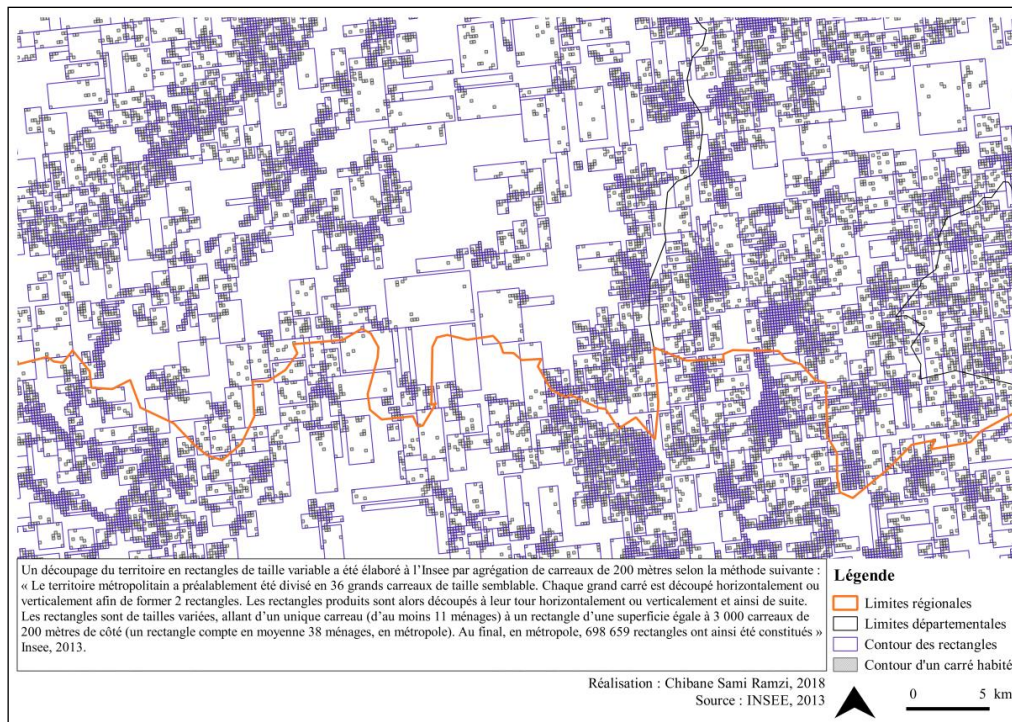 Un découpage du territoire en rectangles de taille variable a été élaboré à l'Insee par agrégation de carreaux de 200 mètres selon la méthode suivante :
« Le territoire métropolitain a préalablement été divisé en 36 grands carreaux de taille semblable. Chaque grand carré est découpé horizontalement ou
verticalement afin de former 2 rectangles. Les rectangles produits sont alors découpés à leur tour horizontalement ou verticalement et ainsi de suite.
Les rectangles sont de tailles variées, allant d'un unique carreau (d'au moins 11 ménages) à un rectangle d'une superficie égale à 3 000 carreaux de
200 mètres de côté (un rectangle compte en moyenne 38 ménages, en métropole). Au final, en métropole, 698 659 rectangles ont ainsi été constitués »
Insee, 2013.
Légende
Limites régionales
Limites départementales
Contour des rectangles
Contour d'un carré habité
Réalisation : Chibane Sami Ramzi, 2018
Source : INSEE, 2013
0 5 km